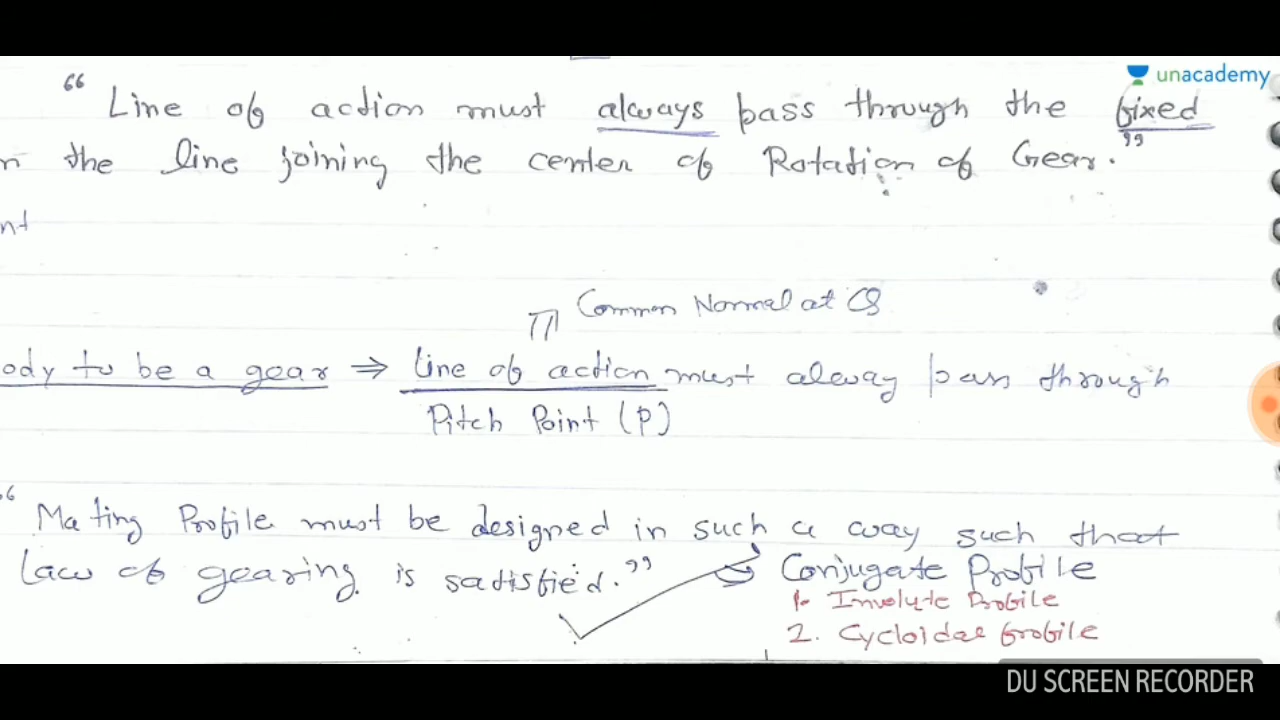 unacademy
“ Line of action must always pass through the fixed
n the line joining the center of Rotation of Gear. ”
nt
Common Normal at
ody to be a gear ⇒ line of action must alway pass through
Pitch Point (P)
“ Mating Profile must be designed in such a way such that
law of gearing is satisfied. ”
Conjugate Profile
1. Involute Profile
2. Cycloidal Profile
DU SCREEN RECORDER